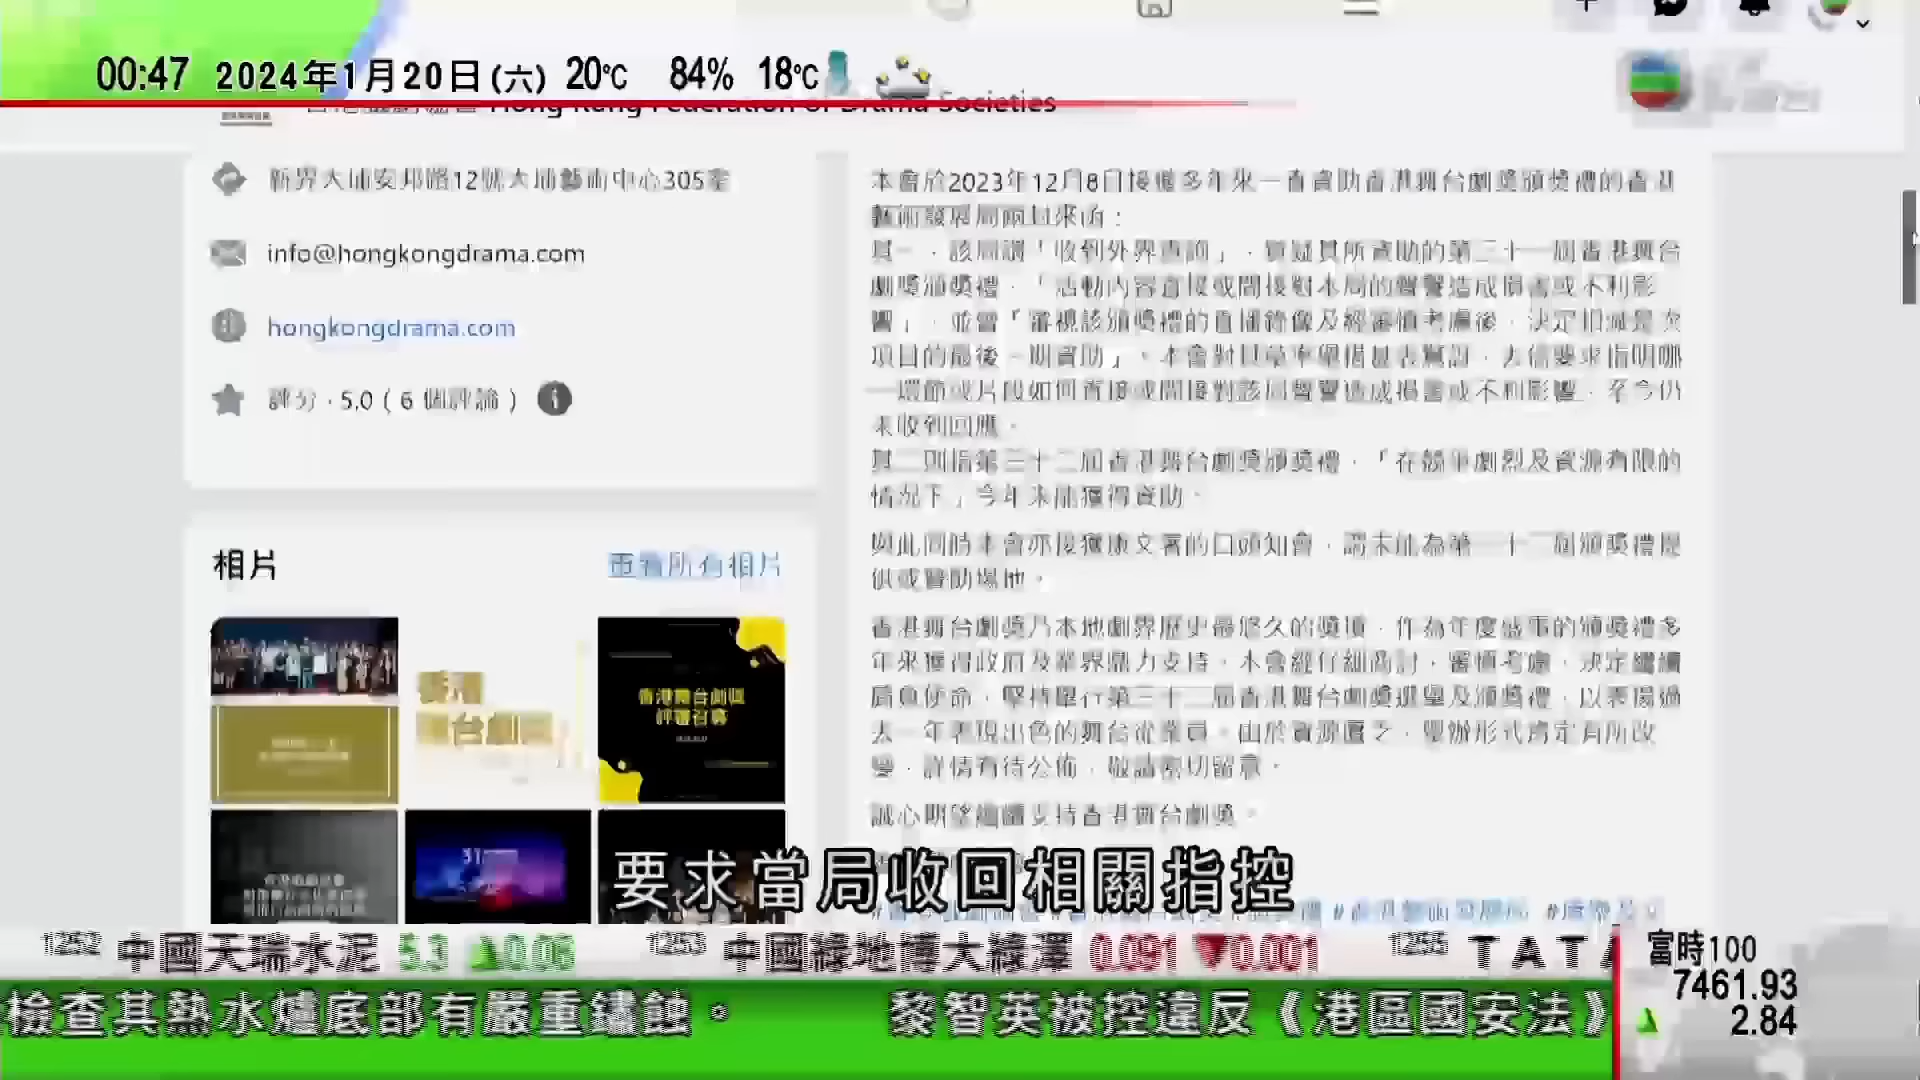 00:47 2024年1月20日(六) 20℃ 84% 18℃
Hong Kong Federation of Drama Societies
新界大埔安邦路12號大埔藝術中心305室
info@hongkongdrama.com
hongkongdrama.com
評分 · 5.0 ( 6 個評論 )
相片
查看所有相片
香港
舞台劇獎
本會於2023年12月8日接獲多年來一直資助香港舞台劇獎頒獎禮的香港
藝術發展局兩封來函：
其一，該局謂「收到外界查詢」，質疑其所資助的第三十一屆香港舞台
劇獎頒獎禮，「活動內容直接或間接對本局的聲譽造成損害或不利影
響」，並曾「審視該頒獎禮的直播錄像及經審慎考慮後，決定扣減是次
項目的最後一期資助」。本會對其草率舉措甚表驚訝，去信要求指明哪
一環節或片段如何直接或間接對該局聲譽造成損害或不利影響，至今仍
未收到回應。
其二則指第三十二屆香港舞台劇獎頒獎禮，「在競爭劇烈及資源有限的
情況下」今年未能獲得資助。
與此同時本會亦接獲康文署的口頭知會，謂未能為第三十二屆頒獎禮提
供或贊助場地。
香港舞台劇獎乃本地劇界歷史最悠久的獎項，作為年度盛事的頒獎禮多
年來獲得政府及業界鼎力支持。本會經仔細商討，審慎考慮，決定繼續
肩負使命，堅持舉行第三十二屆香港舞台劇獎選舉及頒獎禮，以表揚過
去一年表現出色的舞台從業員。由於資源匱乏，舉辦形式肯定有所改
變，詳情有待公佈，敬請密切留意。
誠心期望繼續支持香港舞台劇獎。
要求當局收回相關指控
1252 中國天瑞水泥 5.3 ▲0.06 1253 中國綠地博大綠澤 0.091 ▼0.001 1255 TATA
富時100
7461.93
▲ 2.84
檢查其熱水爐底部有嚴重鏽蝕。 黎智英被控違反《港區國安法》